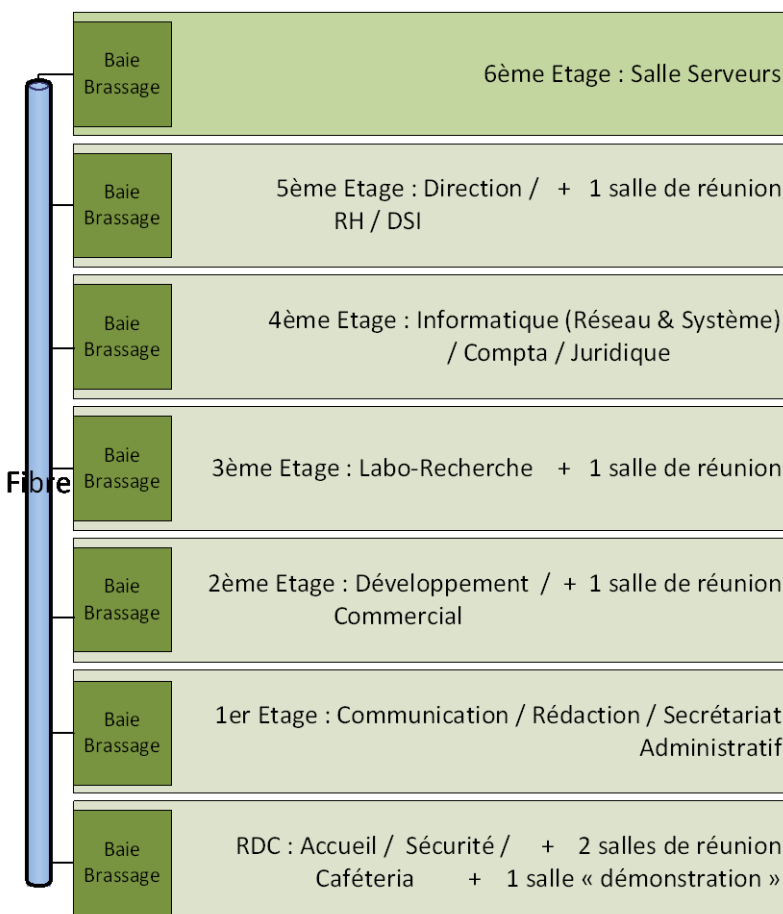 Baie
Brassage
6ème Etage : Salle Serveurs
Baie
Brassage
5ème Etage : Direction / + 1 salle de réunion
RH / DSI
Baie
Brassage
4ème Etage : Informatique (Réseau & Système)
/ Compta / Juridique
Fibre
Baie
Brassage
3ème Etage : Labo-Recherche + 1 salle de réunion
Baie
Brassage
2ème Etage : Développement / + 1 salle de réunion
Commercial
Baie
Brassage
1er Etage : Communication / Rédaction / Secrétariat
Administratif
Baie
Brassage
RDC : Accueil / Sécurité / + 2 salles de réunion
Caféteria + 1 salle « démonstration »